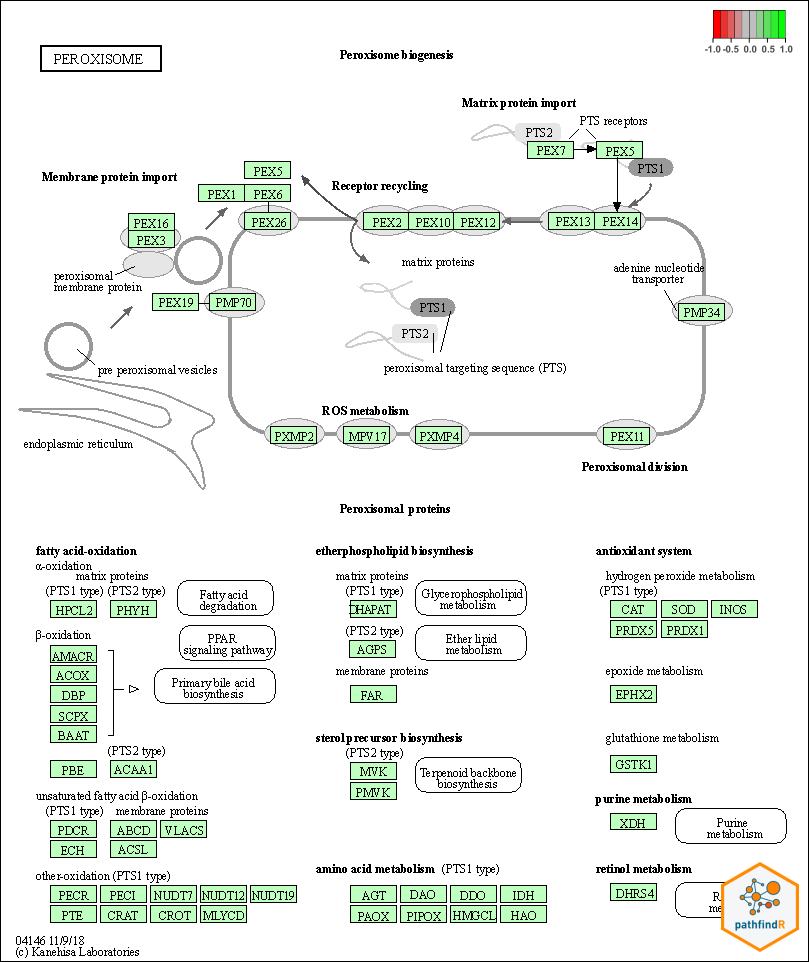 PEROXISOME
Peroxisome biogenesis
-1.0 -0.5 0.0 0.5 1.0
Matrix protein import
PTS2
PTS receptors
PEX7
PEX5
PTS1
Membrane protein import
PEX5
PEX1
PEX6
Receptor recycling
PEX16
PEX3
PEX26
PEX2
PEX10
PEX12
PEX13
PEX14
peroxisomal
membrane protein
matrix proteins
adenine nucleotide
transporter
PEX19
PMP70
PTS1
PMP34
PTS2
pre peroxisomal vesicles
peroxisomal targeting sequence (PTS)
ROS metabolism
endoplasmic reticulum
PXMP2
MPV17
PXMP4
PEX11
Peroxisomal division
Peroxisomal proteins
fatty acid-oxidation
α-oxidation
matrix proteins
(PTS1 type)
(PTS2 type)
HPCL2
PHYH
Fatty acid
degradation
β-oxidation
PPAR
signaling pathway
AMACR
ACOX
DBP
SCPX
BAAT
Primary bile acid
biosynthesis
(PTS2 type)
PBE
ACAA1
unsaturated fatty acid β-oxidation
(PTS1 type)
membrane proteins
PDCR
ABCD
VLACS
ECH
ACSL
other-oxidation (PTS1 type)
PECR
PECI
NUDT7
NUDT12
NUDT19
PTE
CRAT
CROT
MLYCD
etherphospholipid biosynthesis
matrix proteins
(PTS1 type)
DHAPAT
Glycerophospholipid
metabolism
(PTS2 type)
AGPS
Ether lipid
metabolism
membrane proteins
FAR
sterol precursor biosynthesis
(PTS2 type)
MVK
PMVK
Terpenoid backbone
biosynthesis
amino acid metabolism (PTS1 type)
AGT
DAO
DDO
IDH
PAOX
PIPOX
HMGCL
HAO
antioxidant system
hydrogen peroxide metabolism
(PTS1 type)
CAT
SOD
INOS
PRDX5
PRDX1
epoxide metabolism
EPHX2
glutathione metabolism
GSTK1
purine metabolism
XDH
Purine
metabolism
retinol metabolism
DHRS4
pathfindR
04146 11/9/18
(c) Kanehisa Laboratories